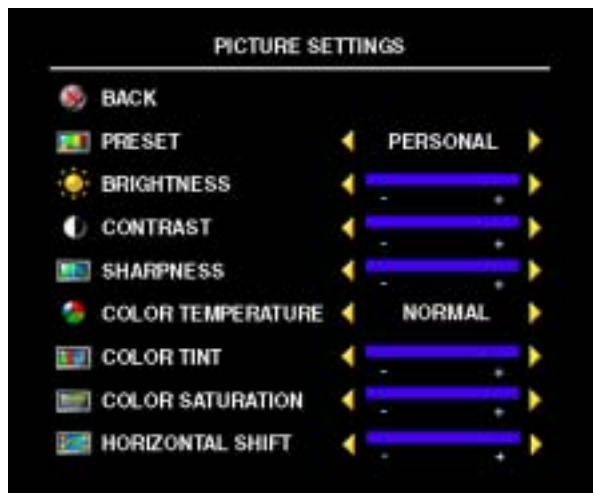 PICTURE SETTINGS
BACK
PRESET PERSONAL
BRIGHTNESS
- +
CONTRAST
- +
SHARPNESS
- +
COLOR TEMPERATURE NORMAL
COLOR TINT
- +
COLOR SATURATION
- +
HORIZONTAL SHIFT
- +